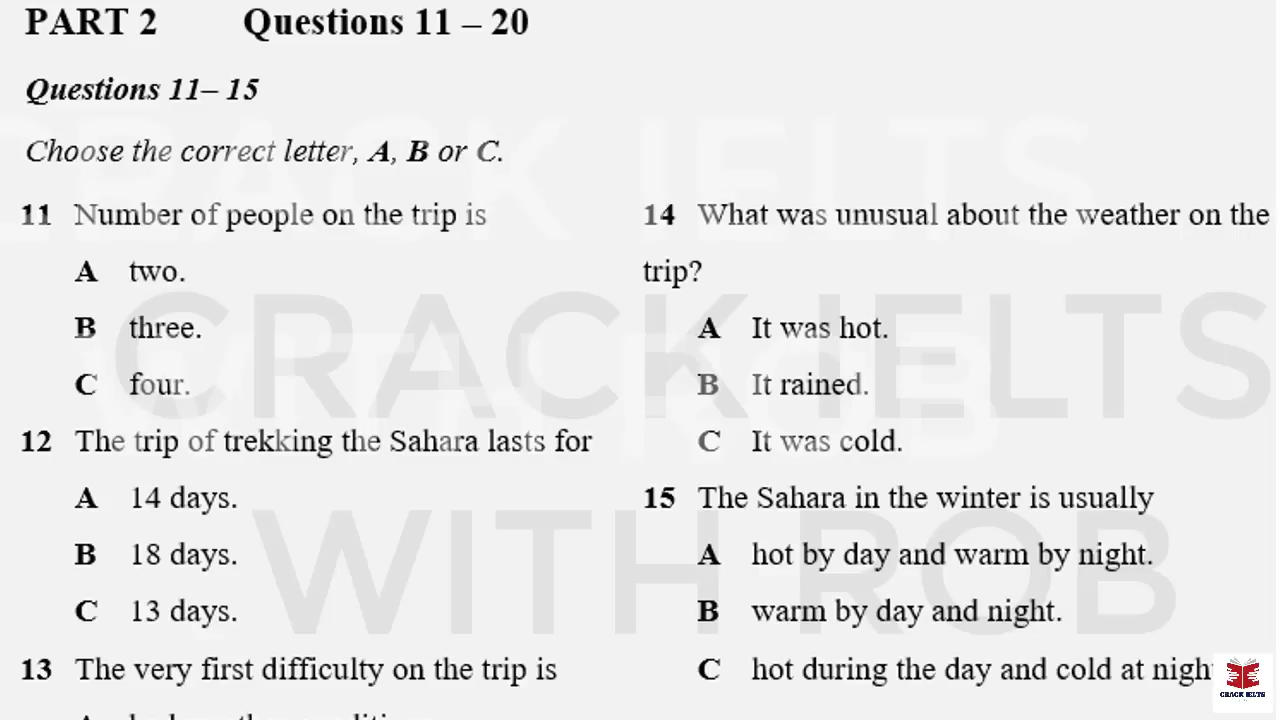 PART 2 Questions 11 – 20
Questions 11– 15
Choose the correct letter, A, B or C.
11 Number of people on the trip is
A two.
B three.
C four.
12 The trip of trekking the Sahara lasts for
A 14 days.
B 18 days.
C 13 days.
13 The very first difficulty on the trip is
A
14 What was unusual about the weather on the
trip?
A It was hot.
B It rained.
C It was cold.
15 The Sahara in the winter is usually
A hot by day and warm by night.
B warm by day and night.
C hot during the day and cold at nigh
CRACK IELTS
WITH ROB
CRACK IELTS